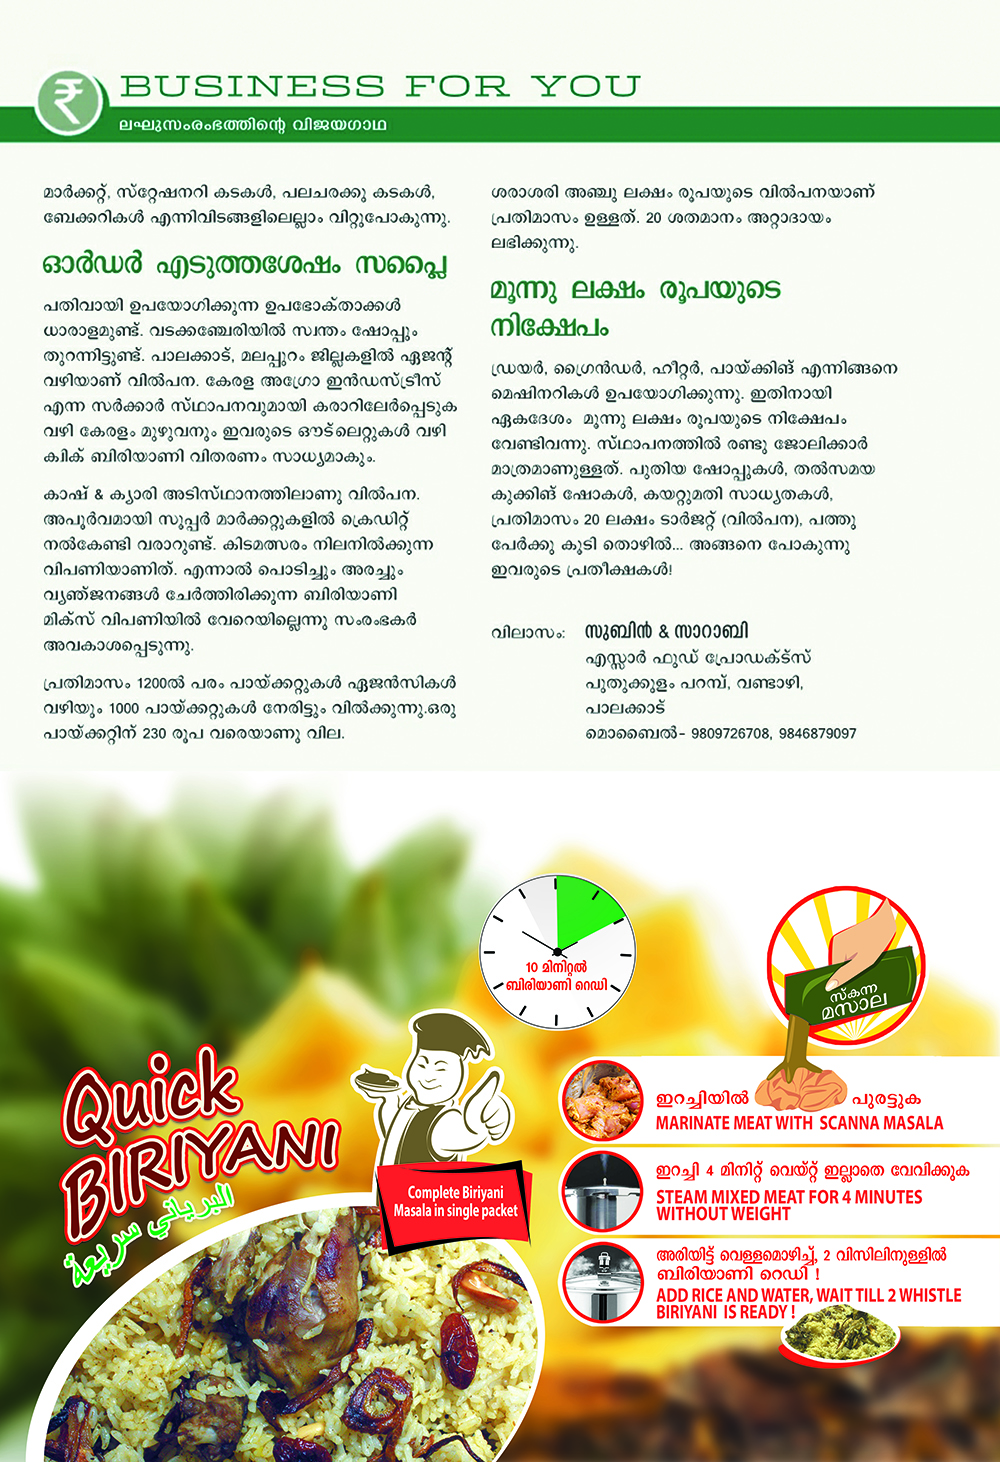 BUSINESS FOR YOU
ലഘുസംരംഭത്തിന്റെ വിജയഗാഥ
മാർക്കറ്റ്, സ്റ്റേഷനറി കടകൾ, പലചരക്കു കടകൾ,
ബേക്കറികൾ എന്നിവിടങ്ങളിലെല്ലാം വിറ്റുപോകുന്നു.
ഓർഡർ എടുത്തശേഷം സപ്ലൈ
പതിവായി ഉപയോഗിക്കുന്ന ഉപഭോക്താക്കൾ
ധാരാളമുണ്ട്. വടക്കഞ്ചേരിയിൽ സ്വന്തം ഷോപ്പും
തുറന്നിട്ടുണ്ട്. പാലക്കാട്, മലപ്പുറം ജില്ലകളിൽ ഏജന്റ്
വഴിയാണ് വിൽപന. കേരള അഗ്രോ ഇൻഡസ്ട്രീസ്
എന്ന സർക്കാർ സ്ഥാപനവുമായി കരാറിലേർപ്പെടുക
വഴി കേരളം മുഴുവനും ഇവരുടെ ഔട്‌ലെറ്റുകൾ വഴി
ക്വിക് ബിരിയാണി വിതരണം സാധ്യമാകും.
കാഷ് & ക്യാരി അടിസ്ഥാനത്തിലാണു വിൽപന.
അപൂർവമായി സൂപ്പർ മാർക്കറ്റുകളിൽ ക്രെഡിറ്റ്
നൽകേണ്ടി വരാറുണ്ട്. കിടമത്സരം നിലനിൽക്കുന്ന
വിപണിയാണിത്. എന്നാൽ പൊടിച്ചും അരച്ചും
വ്യഞ്ജനങ്ങൾ ചേർത്തിരിക്കുന്ന ബിരിയാണി
മിക്സ് വിപണിയിൽ വേറെയില്ലെന്നു സംരംഭകർ
അവകാശപ്പെടുന്നു.
പ്രതിമാസം 1200ൽ പരം പായ്ക്കറ്റുകൾ ഏജൻസികൾ
വഴിയും 1000 പായ്ക്കറ്റുകൾ നേരിട്ടും വിൽക്കുന്നു.ഒരു
പായ്ക്കറ്റിന് 230 രൂപ വരെയാണു വില.
ശരാശരി അഞ്ചു ലക്ഷം രൂപയുടെ വിൽപനയാണ്
പ്രതിമാസം ഉള്ളത്. 20 ശതമാനം അറ്റാദായം
ലഭിക്കുന്നു.
മൂന്നു ലക്ഷം രൂപയുടെ
നിക്ഷേപം
ഡ്രയർ, ഗ്രൈൻഡർ, ഹീറ്റർ, പായ്ക്കിങ് എന്നിങ്ങനെ
മെഷിനറികൾ ഉപയോഗിക്കുന്നു. ഇതിനായി
ഏകദേശം മൂന്നു ലക്ഷം രൂപയുടെ നിക്ഷേപം
വേണ്ടിവന്നു. സ്ഥാപനത്തിൽ രണ്ടു ജോലിക്കാർ
മാത്രമാണുള്ളത്. പുതിയ ഷോപ്പുകൾ, തൽസമയ
കുക്കിങ് ഷോകൾ, കയറ്റുമതി സാധ്യതകൾ,
പ്രതിമാസം 20 ലക്ഷം ടാർജറ്റ് (വിൽപന), പത്തു
പേർക്കു കൂടി തൊഴിൽ... അങ്ങനെ പോകുന്നു
ഇവരുടെ പ്രതീക്ഷകൾ!
വിലാസം: സുബിൻ & സാറാബി
എസ്സാർ ഫുഡ് പ്രോഡക്ട്സ്
പുതുക്കുളം പറമ്പ്, വണ്ടാഴി,
പാലക്കാട്
മൊബൈൽ- 9809726708, 9846879097
10 മിനിറ്റൽ
ബിരിയാണി റെഡി
സ്കന്ന
മസാല
Quick
BIRIYANI
البرياني سريعة
Complete Biriyani
Masala in single packet
ഇറച്ചിയിൽ പുരട്ടുക
MARINATE MEAT WITH SCANNA MASALA
ഇറച്ചി 4 മിനിറ്റ് വെയ്റ്റ് ഇല്ലാതെ വേവിക്കുക
STEAM MIXED MEAT FOR 4 MINUTES
WITHOUT WEIGHT
അരിയിട്ട് വെള്ളമൊഴിച്ച്, 2 വിസിലിനുള്ളിൽ
ബിരിയാണി റെഡി !
ADD RICE AND WATER, WAIT TILL 2 WHISTLE
BIRIYANI IS READY !